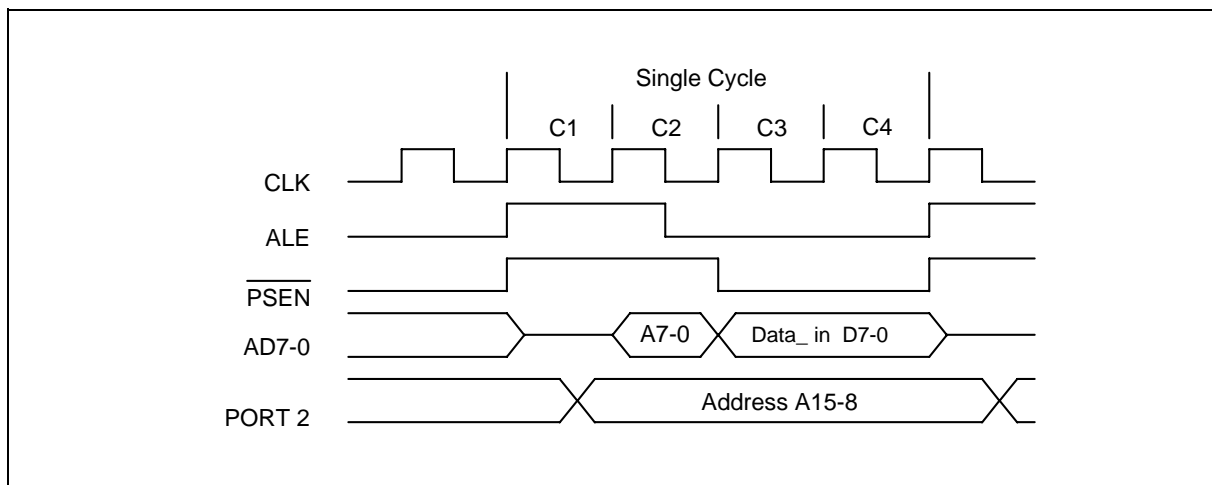 Single Cycle
C1 C2 C3 C4
CLK
ALE
PSEN
AD7-0 A7-0 Data_ in D7-0
PORT 2 Address A15-8